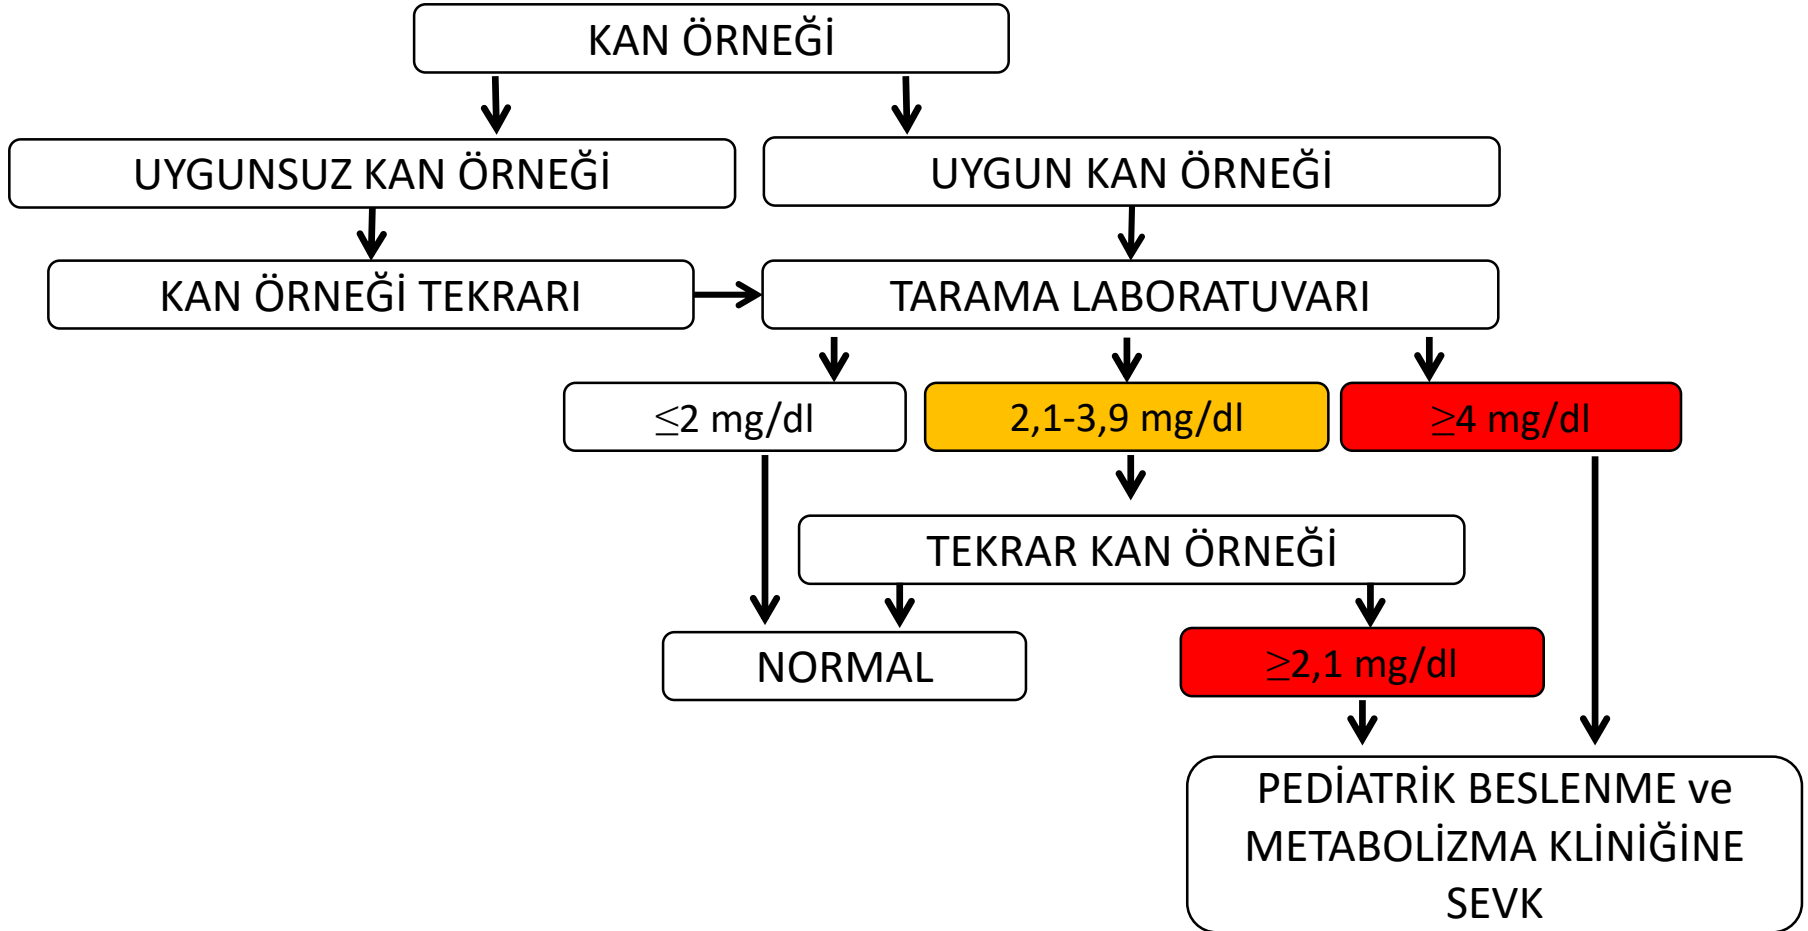 KAN ÖRNEĞİ
UYGUNSUZ KAN ÖRNEĞİ
UYGUN KAN ÖRNEĞİ
KAN ÖRNEĞİ TEKRARI
TARAMA LABORATUVARI
≤2 mg/dl
2,1-3,9 mg/dl
≥4 mg/dl
TEKRAR KAN ÖRNEĞİ
NORMAL
≥2,1 mg/dl
PEDİATRİK BESLENME ve
METABOLİZMA KLİNİĞİNE
SEVK